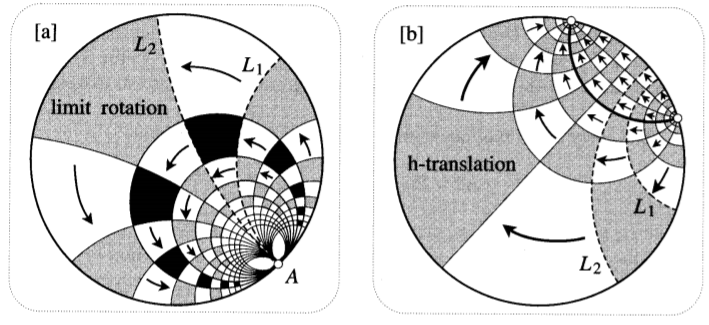 [a]
L₂
L₁
limit rotation
A
[b]
h-translation
L₁
L₂